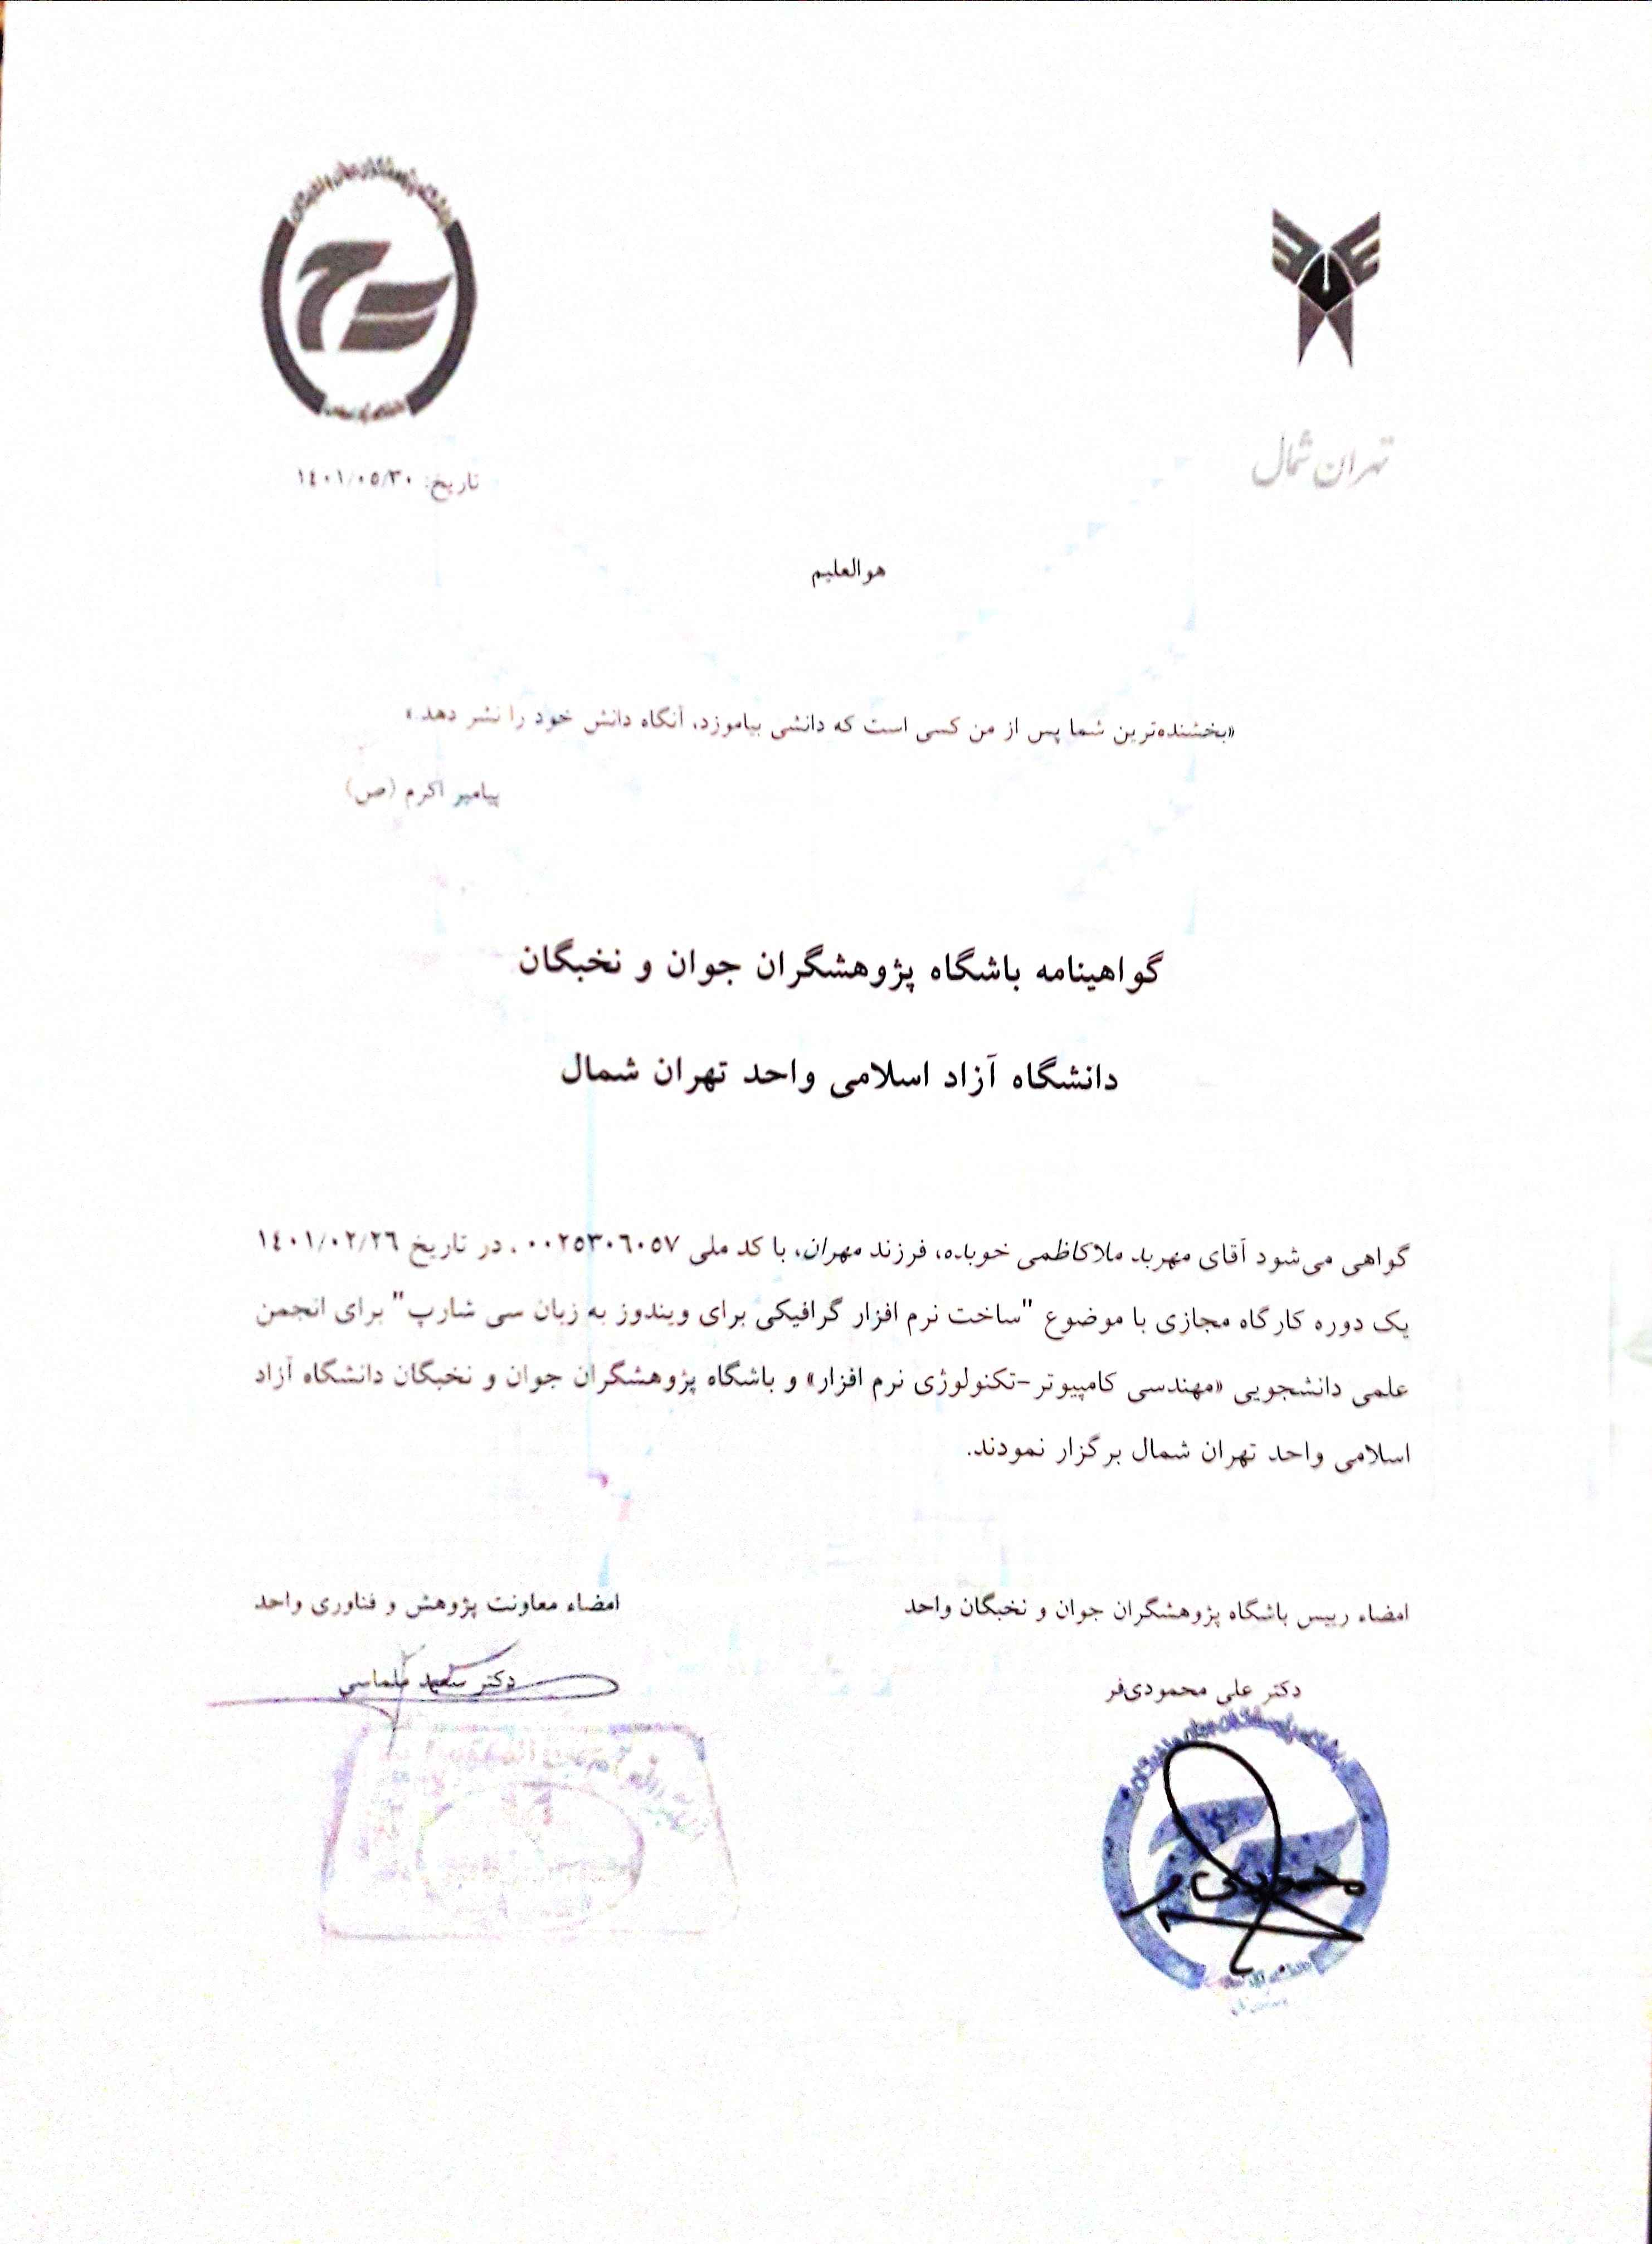 تهران شمال
تاریخ: ۱٤۰۱/۰۵/۳۰
هوالعلیم
«بخشنده‌ترین شما پس از من کسی است که دانشی بیاموزد، آنگاه دانش خود را نشر دهد.»
پیامبر اکرم (ص)
گواهینامه باشگاه پژوهشگران جوان و نخبگان
دانشگاه آزاد اسلامی واحد تهران شمال
گواهی می‌شود آقای مهربد ملاکاظمی خوبده، فرزند مهران، با کد ملی ۰۰۲۵۳۰٦۰۵۷ ، در تاریخ ۱٤۰۱/۰۲/۲٦
یک دوره کارگاه مجازی با موضوع "ساخت نرم افزار گرافیکی برای ویندوز به زبان سی شارپ" برای انجمن
علمی دانشجویی «مهندسی کامپیوتر-تکنولوژی نرم افزار» و باشگاه پژوهشگران جوان و نخبگان دانشگاه آزاد
اسلامی واحد تهران شمال برگزار نمودند.
امضاء رییس باشگاه پژوهشگران جوان و نخبگان واحد
دکتر علی محمودی‌فر
امضاء معاونت پژوهش و فناوری واحد
دکتر سعید ملماسی